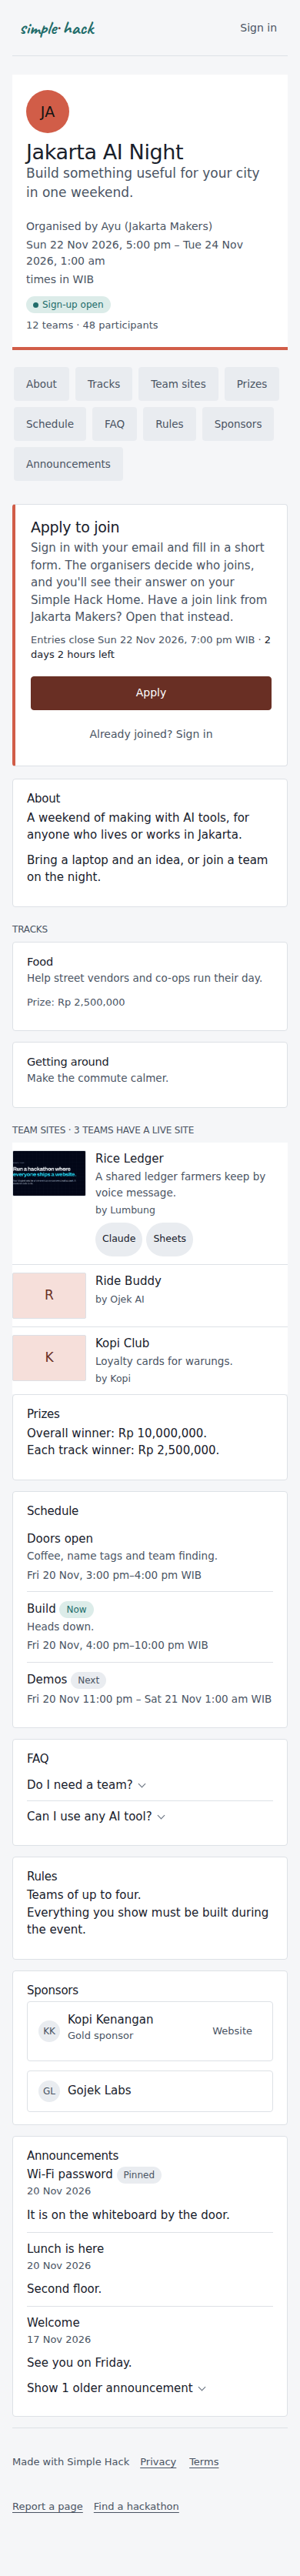 simple hack
Sign in
JA
Jakarta AI Night
Build something useful for your city
in one weekend.
Organised by Ayu (Jakarta Makers)
Sun 22 Nov 2026, 5:00 pm – Tue 24 Nov
2026, 1:00 am
times in WIB
Sign-up open
12 teams · 48 participants
About
Tracks
Team sites
Prizes
Schedule
FAQ
Rules
Sponsors
Announcements
Apply to join
Sign in with your email and fill in a short
form. The organisers decide who joins,
and you'll see their answer on your
Simple Hack Home. Have a join link from
Jakarta Makers? Open that instead.
Entries close Sun 22 Nov 2026, 7:00 pm WIB · 2
days 2 hours left
Apply
Already joined? Sign in
About
A weekend of making with AI tools, for
anyone who lives or works in Jakarta.
Bring a laptop and an idea, or join a team
on the night.
TRACKS
Food
Help street vendors and co-ops run their day.
Prize: Rp 2,500,000
Getting around
Make the commute calmer.
TEAM SITES · 3 TEAMS HAVE A LIVE SITE
Run a hackathon where
everyone ships a website.
Rice Ledger
A shared ledger farmers keep by
voice message.
by Lumbung
Claude
Sheets
R
Ride Buddy
by Ojek AI
K
Kopi Club
Loyalty cards for warungs.
by Kopi
Prizes
Overall winner: Rp 10,000,000.
Each track winner: Rp 2,500,000.
Schedule
Doors open
Coffee, name tags and team finding.
Fri 20 Nov, 3:00 pm–4:00 pm WIB
Build Now
Heads down.
Fri 20 Nov, 4:00 pm–10:00 pm WIB
Demos Next
Fri 20 Nov 11:00 pm – Sat 21 Nov 1:00 am WIB
FAQ
Do I need a team?
Can I use any AI tool?
Rules
Teams of up to four.
Everything you show must be built during
the event.
Sponsors
KK
Kopi Kenangan
Gold sponsor
Website
GL
Gojek Labs
Announcements
Wi-Fi password Pinned
20 Nov 2026
It is on the whiteboard by the door.
Lunch is here
20 Nov 2026
Second floor.
Welcome
17 Nov 2026
See you on Friday.
Show 1 older announcement
Made with Simple Hack Privacy Terms
Report a page Find a hackathon